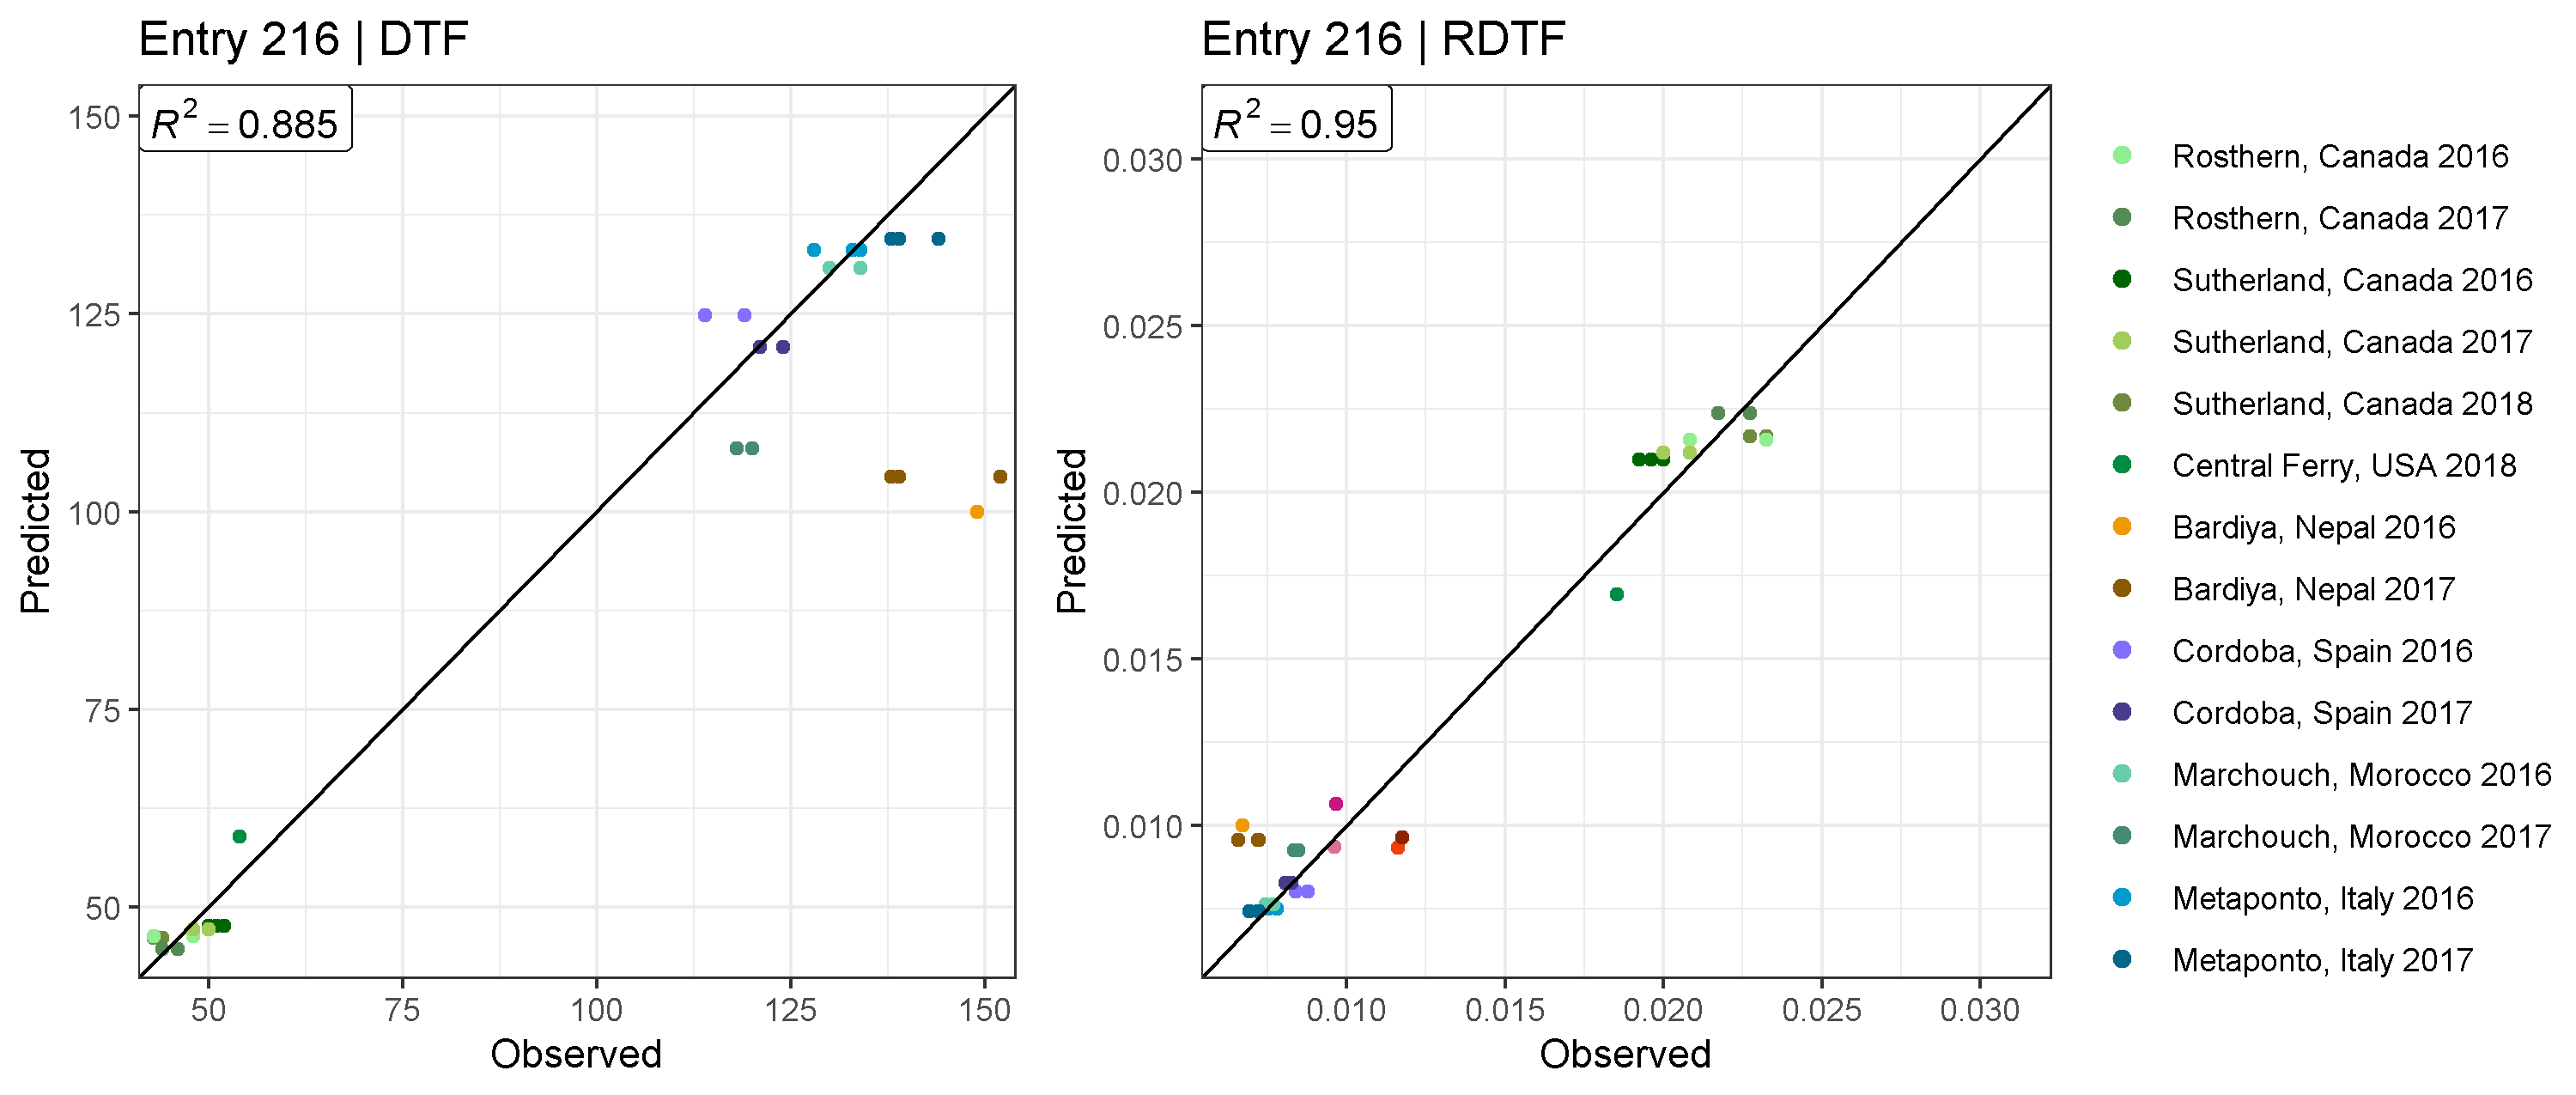 Entry 216 | DTF
Entry 216 | RDTF
R² = 0.885
R² = 0.95
150
125
100
75
50
Predicted
50 75 100 125 150
Observed
0.030
0.025
0.020
0.015
0.010
Predicted
0.010 0.015 0.020 0.025 0.030
Observed
Rosthern, Canada 2016
Rosthern, Canada 2017
Sutherland, Canada 2016
Sutherland, Canada 2017
Sutherland, Canada 2018
Central Ferry, USA 2018
Bardiya, Nepal 2016
Bardiya, Nepal 2017
Cordoba, Spain 2016
Cordoba, Spain 2017
Marchouch, Morocco 2016
Marchouch, Morocco 2017
Metaponto, Italy 2016
Metaponto, Italy 2017